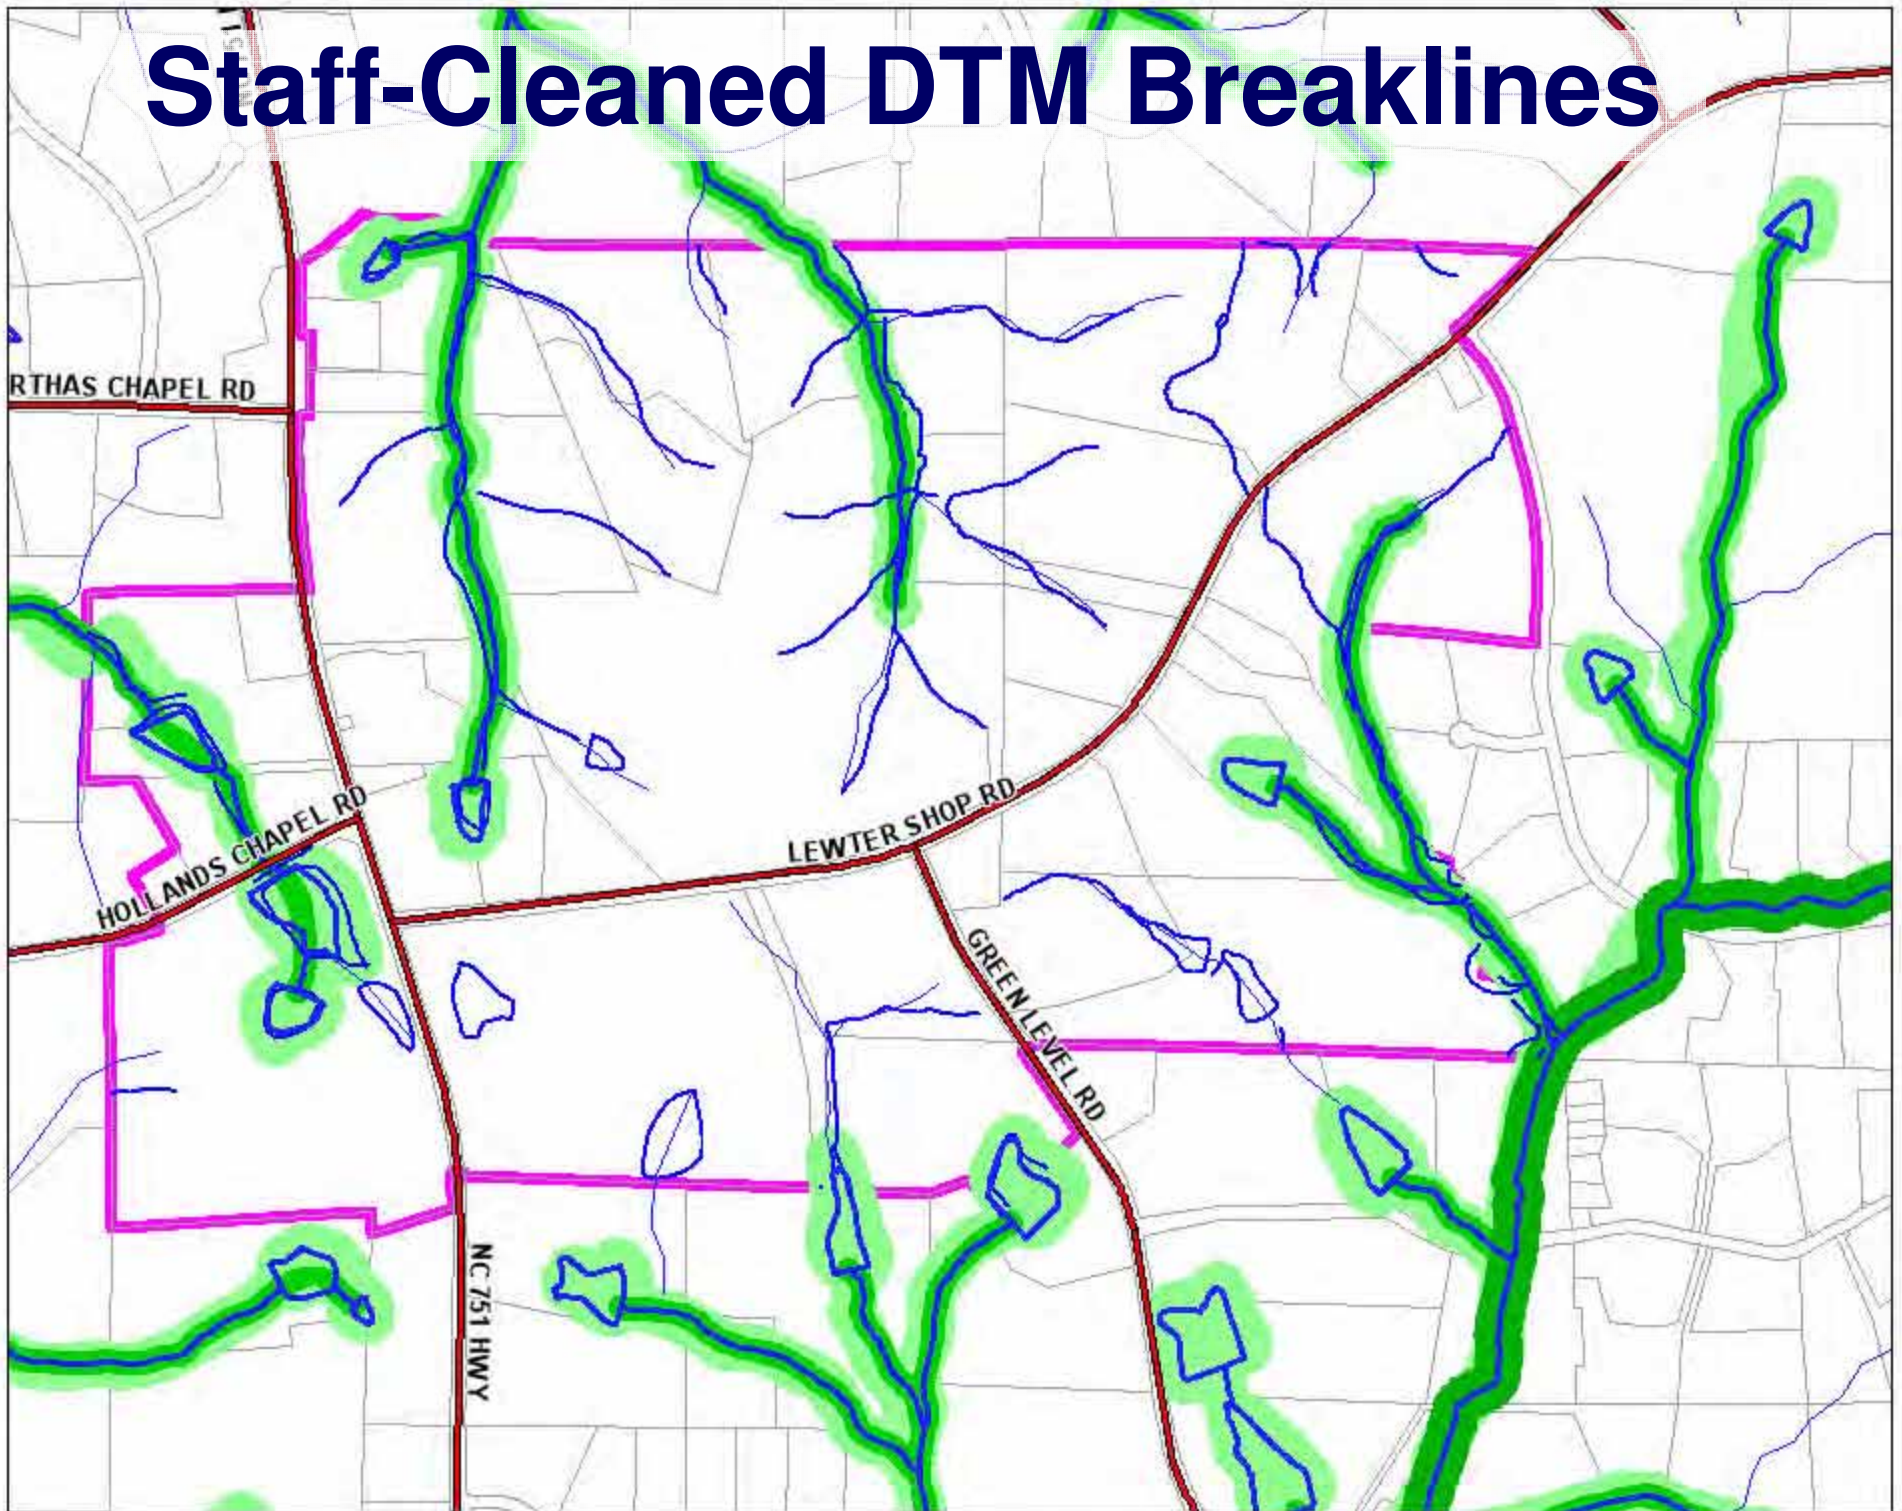 Staff-Cleaned DTM Breaklines
RTHAS CHAPEL RD
HOLLANDS CHAPEL RD
LEWTER SHOP RD
GREEN LEVEL RD
NC 751 HWY